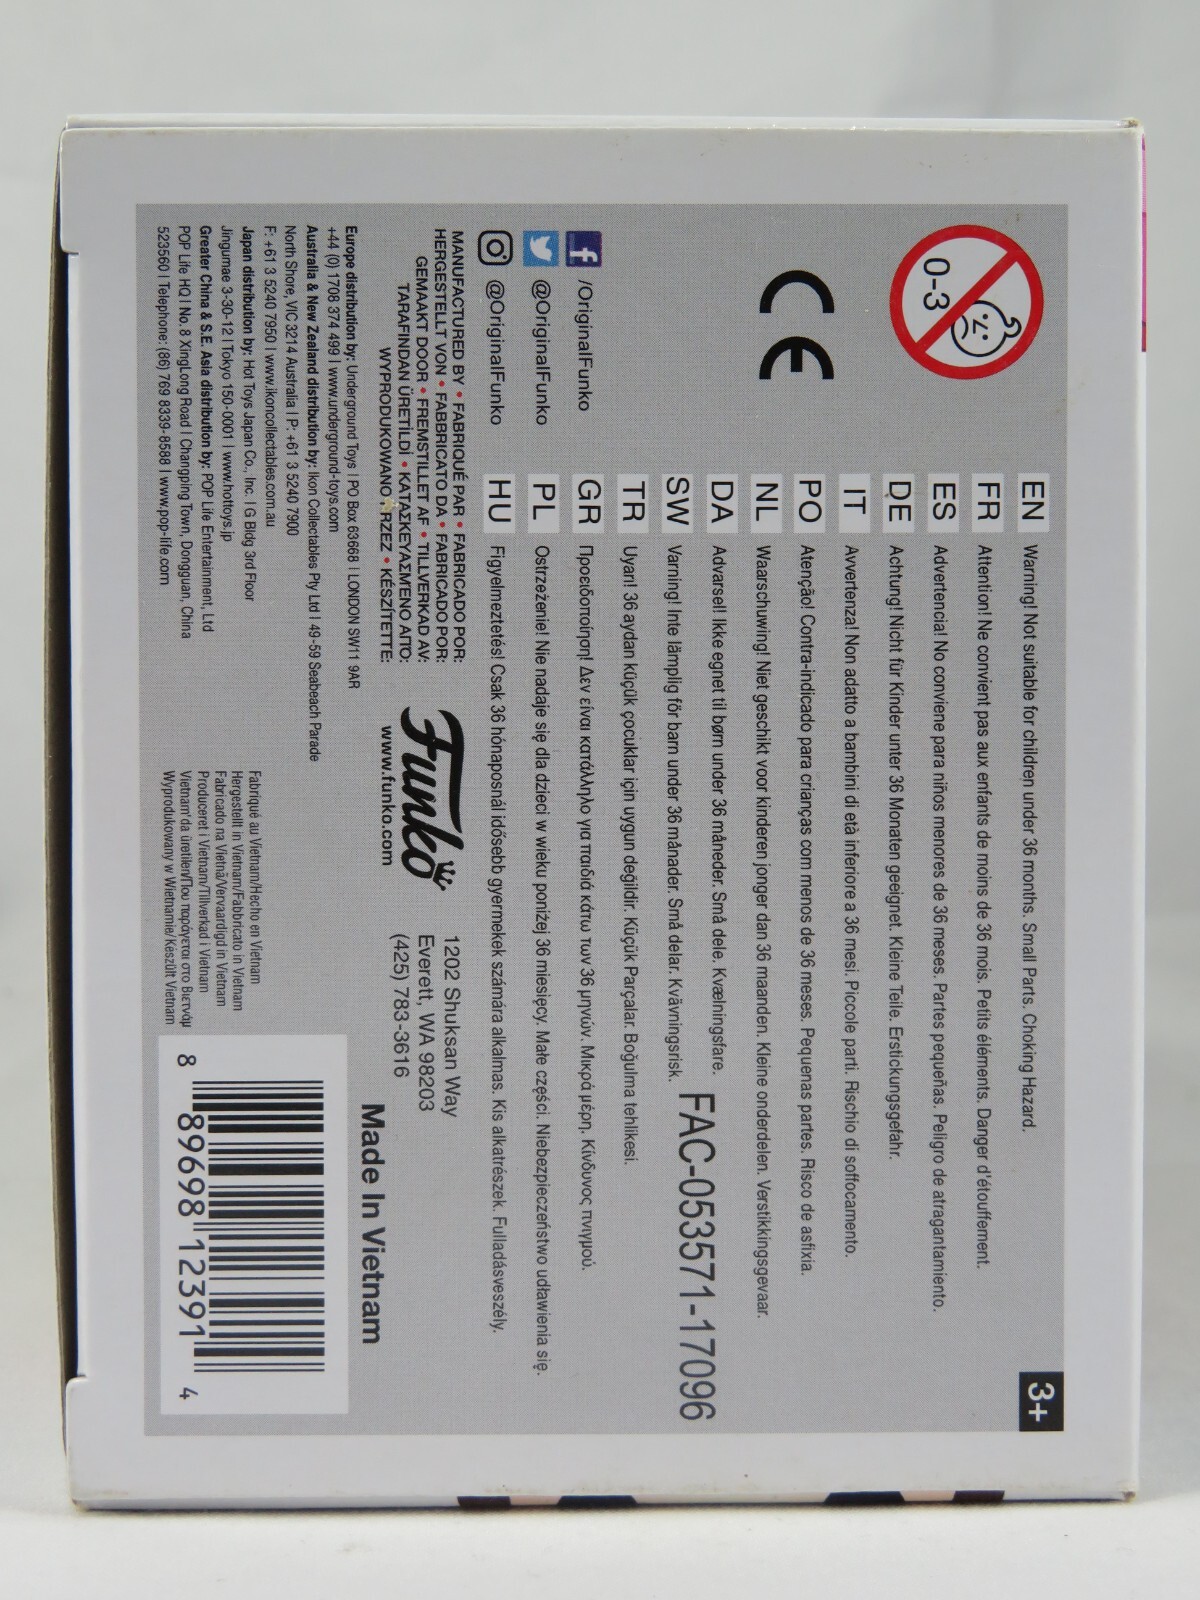 0-3
CE
EN Warning! Not suitable for children under 36 months. Small Parts. Choking Hazard.
FR Attention! Ne convient pas aux enfants de moins de 36 mois. Petits éléments. Danger d'étouffement.
ES Advertencia! No conviene para niños menores de 36 meses. Partes pequeñas. Peligro de atragantamiento.
DE Achtung! Nicht für Kinder unter 36 Monaten geeignet. Kleine Teile. Erstickungsgefahr.
IT Avvertenza! Non adatto a bambini di età inferiore a 36 mesi. Piccole parti. Rischio di soffocamento.
PO Atenção! Contra-indicado para crianças com menos de 36 meses. Pequenas partes. Risco de asfixia.
NL Waarschuwing! Niet geschikt voor kinderen jonger dan 36 maanden. Kleine onderdelen. Verstikkingsgevaar.
DA Advarsel! Ikke egnet til børn under 36 måneder. Små dele. Kvælningsfare.
SW Varning! Inte lämplig för barn under 36 månader. Små delar. Kvävningsrisk.
TR Uyarı! 36 aydan küçük çocuklar için uygun değildir. Küçük Parçalar. Boğulma tehlikesi.
GR Προειδοποίηση! Δεν είναι κατάλληλο για παιδιά κάτω των 36 μηνών. Μικρά μέρη. Κίνδυνος πνιγμού.
PL Ostrzeżenie! Nie nadaje się dla dzieci w wieku poniżej 36 miesięcy. Małe części. Niebezpieczeństwo udławienia się.
HU Figyelmeztetés! Csak 36 hónaposnál idősebb gyermekek számára alkalmas. Kis alkatrészek. Fulladásveszély.
3+
FAC-053571-17096
f /OriginalFunko
@OriginalFunko
@OriginalFunko
MANUFACTURED BY • FABRIQUÉ PAR • FABRICADO POR:
HERGESTELLT VON • FABBRICATO DA • FABRICADO POR:
GEMAAKT DOOR • FREMSTILLET AF • TILLVERKAD AV:
TARAFINDAN ÜRETİLDİ • ΚΑΤΑΣΚΕΥΑΣΜΕΝΟ ΑΠΟ:
WYPRODUKOWANO RZEZ • KÉSZÍTETTE:
Funko
www.funko.com
1202 Shuksan Way
Everett, WA 98203
(425) 783-3616
Europe distribution by: Underground Toys | PO Box 63668 | LONDON SW11 9AR
+44 (0) 1708 374 499 | www.underground-toys.com
Australia & New Zealand distribution by: Ikon Collectables Pty Ltd | 49-59 Seabeach Parade
North Shore, VIC 3214 Australia | P: +61 3 5240 7900
F: +61 3 5240 7950 | www.ikoncollectables.com.au
Japan distribution by: Hot Toys Japan Co., Inc. | G Bldg 3rd Floor
Jingumae 3-30-12 | Tokyo 150-0001 | www.hottoys.jp
Greater China & S.E. Asia distribution by: POP Life Entertainment, Ltd
POP Life HQ | No. 8 XingLong Road | Changping Town, Dongguan, China
523560 | Telephone: (86) 769 8339-8588 | www.pop-life.com
Fabriqué au Vietnam/Hecho en Vietnam
Hergestellt in Vietnam/Fabbricato in Vietnam
Fabricado na Vietnã/Vervaardigd in Vietnam
Produceret i Vietnam/Tillverkad i Vietnam
Vietnam'da üretilen/Που παράγεται στο Βιετνάμ
Wyprodukowany w Wietnamie/Készült Vietnam
Made In Vietnam
8 89698 12391 4